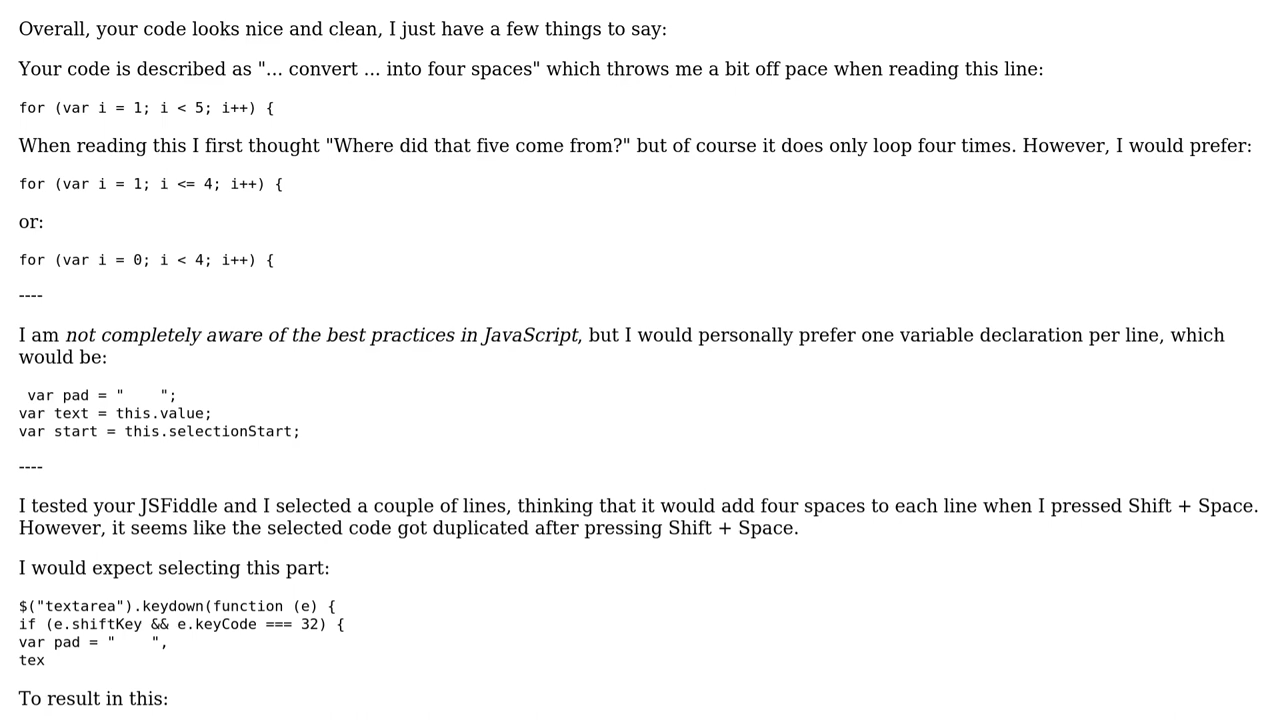 Overall, your code looks nice and clean, I just have a few things to say:
Your code is described as "... convert ... into four spaces" which throws me a bit off pace when reading this line:
for (var i = 1; i < 5; i++) {
When reading this I first thought "Where did that five come from?" but of course it does only loop four times. However, I would prefer:
for (var i = 1; i <= 4; i++) {
or:
for (var i = 0; i < 4; i++) {
----
I am not completely aware of the best practices in JavaScript, but I would personally prefer one variable declaration per line, which
would be:
 var pad = "    ";
var text = this.value;
var start = this.selectionStart;
----
I tested your JSFiddle and I selected a couple of lines, thinking that it would add four spaces to each line when I pressed Shift + Space.
However, it seems like the selected code got duplicated after pressing Shift + Space.
I would expect selecting this part:
$("textarea").keydown(function (e) {
if (e.shiftKey && e.keyCode === 32) {
var pad = "    ",
tex
To result in this: